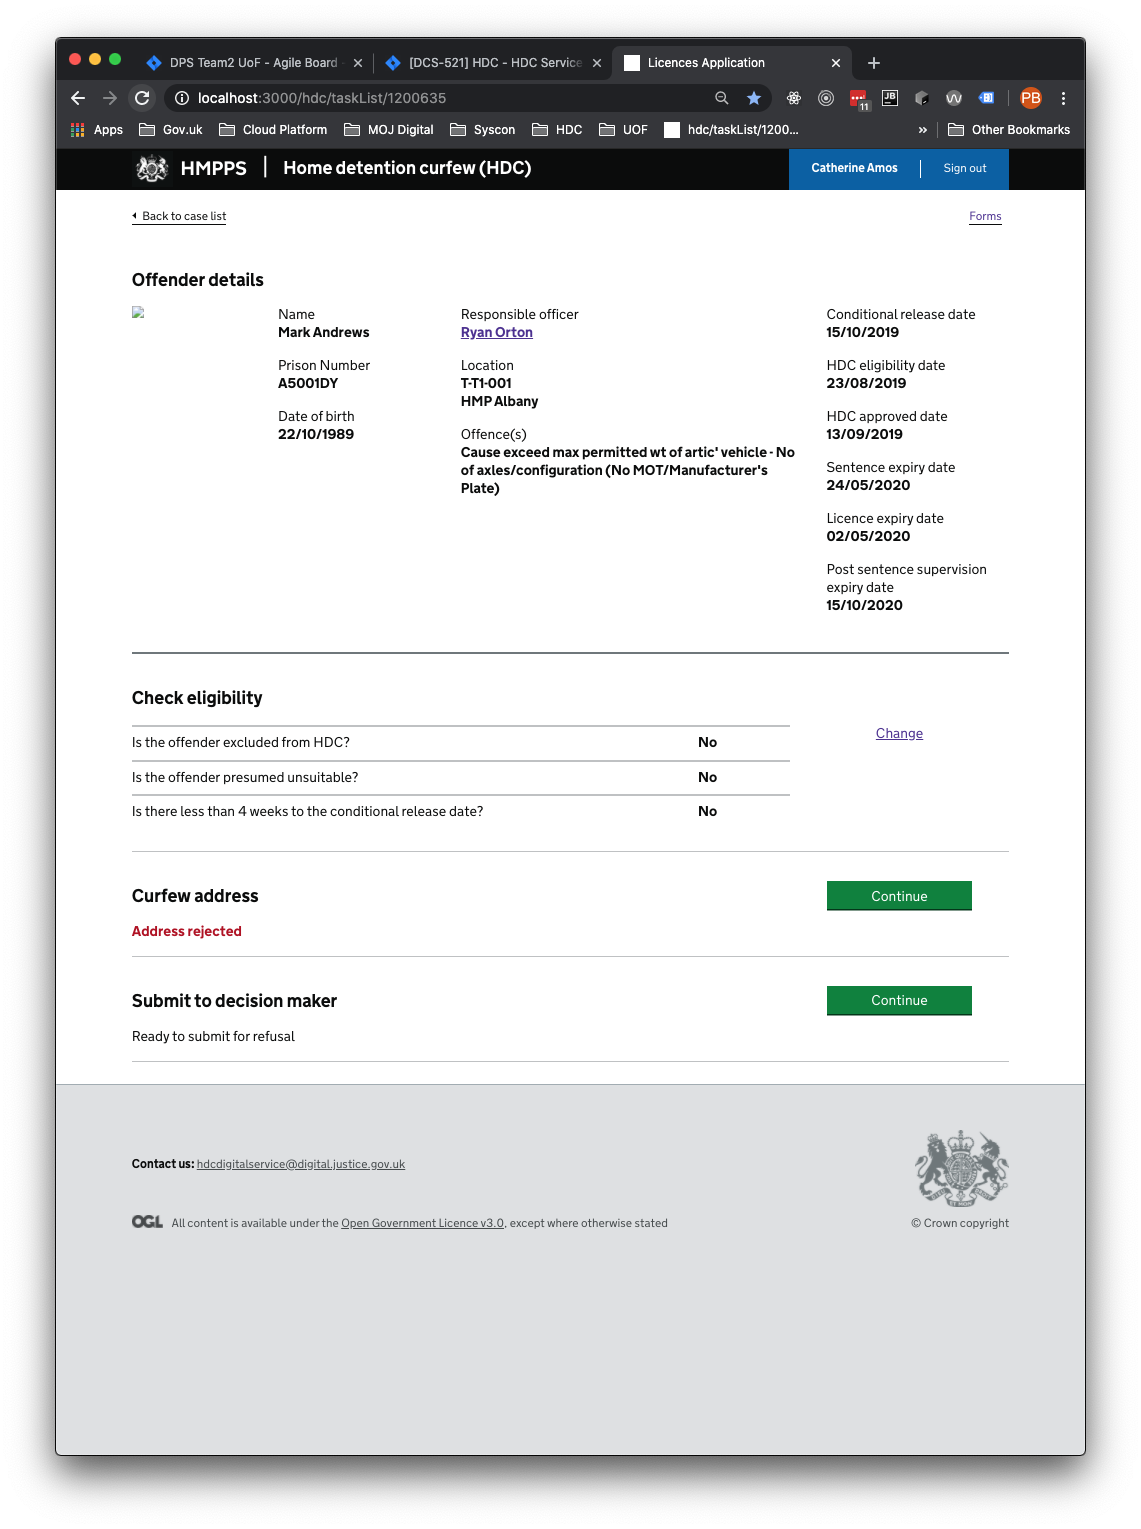 DPS Team2 UoF - Agile Board -
[DCS-521] HDC - HDC Service
Licences Application
localhost:3000/hdc/taskList/1200635
11
JB
PB
Apps
Gov.uk
Cloud Platform
MOJ Digital
Syscon
HDC
UOF
hdc/taskList/1200...
»
Other Bookmarks
HMPPS | Home detention curfew (HDC)
Catherine Amos
Sign out
Back to case list
Forms
Offender details
Name
Mark Andrews
Prison Number
A5001DY
Date of birth
22/10/1989
Responsible officer
Ryan Orton
Location
T-T1-001
HMP Albany
Offence(s)
Cause exceed max permitted wt of artic' vehicle - No
of axles/configuration (No MOT/Manufacturer's
Plate)
Conditional release date
15/10/2019
HDC eligibility date
23/08/2019
HDC approved date
13/09/2019
Sentence expiry date
24/05/2020
Licence expiry date
02/05/2020
Post sentence supervision
expiry date
15/10/2020
Check eligibility
Change
Is the offender excluded from HDC? No
Is the offender presumed unsuitable? No
Is there less than 4 weeks to the conditional release date? No
Curfew address
Continue
Address rejected
Submit to decision maker
Continue
Ready to submit for refusal
Contact us: hdcdigitalservice@digital.justice.gov.uk
OGL All content is available under the Open Government Licence v3.0, except where otherwise stated
© Crown copyright